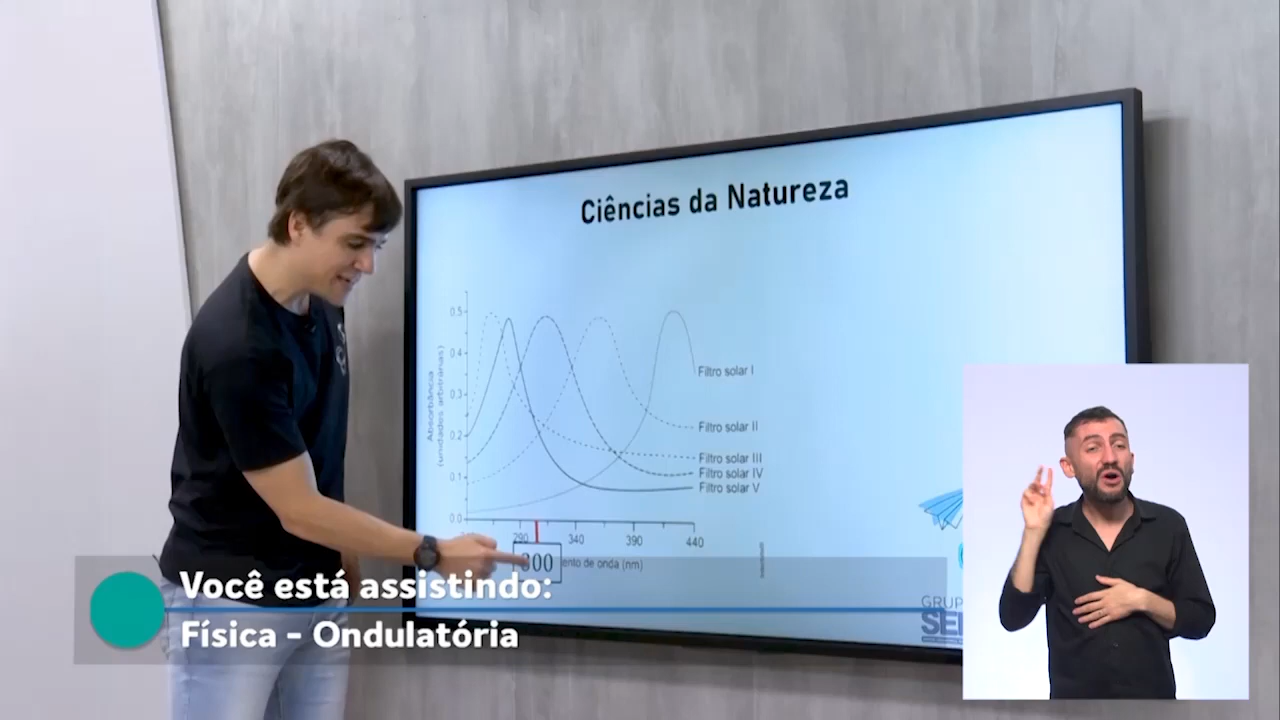 Ciências da Natureza
0.5
0.4
0.3
0.2
0.1
0.0
Absorbância
(unidades arbitrárias)
Filtro solar I
Filtro solar II
Filtro solar III
Filtro solar IV
Filtro solar V
290 340 390 440
300
ento de onda (nm)
Você está assistindo:
Física - Ondulatória
GRUP